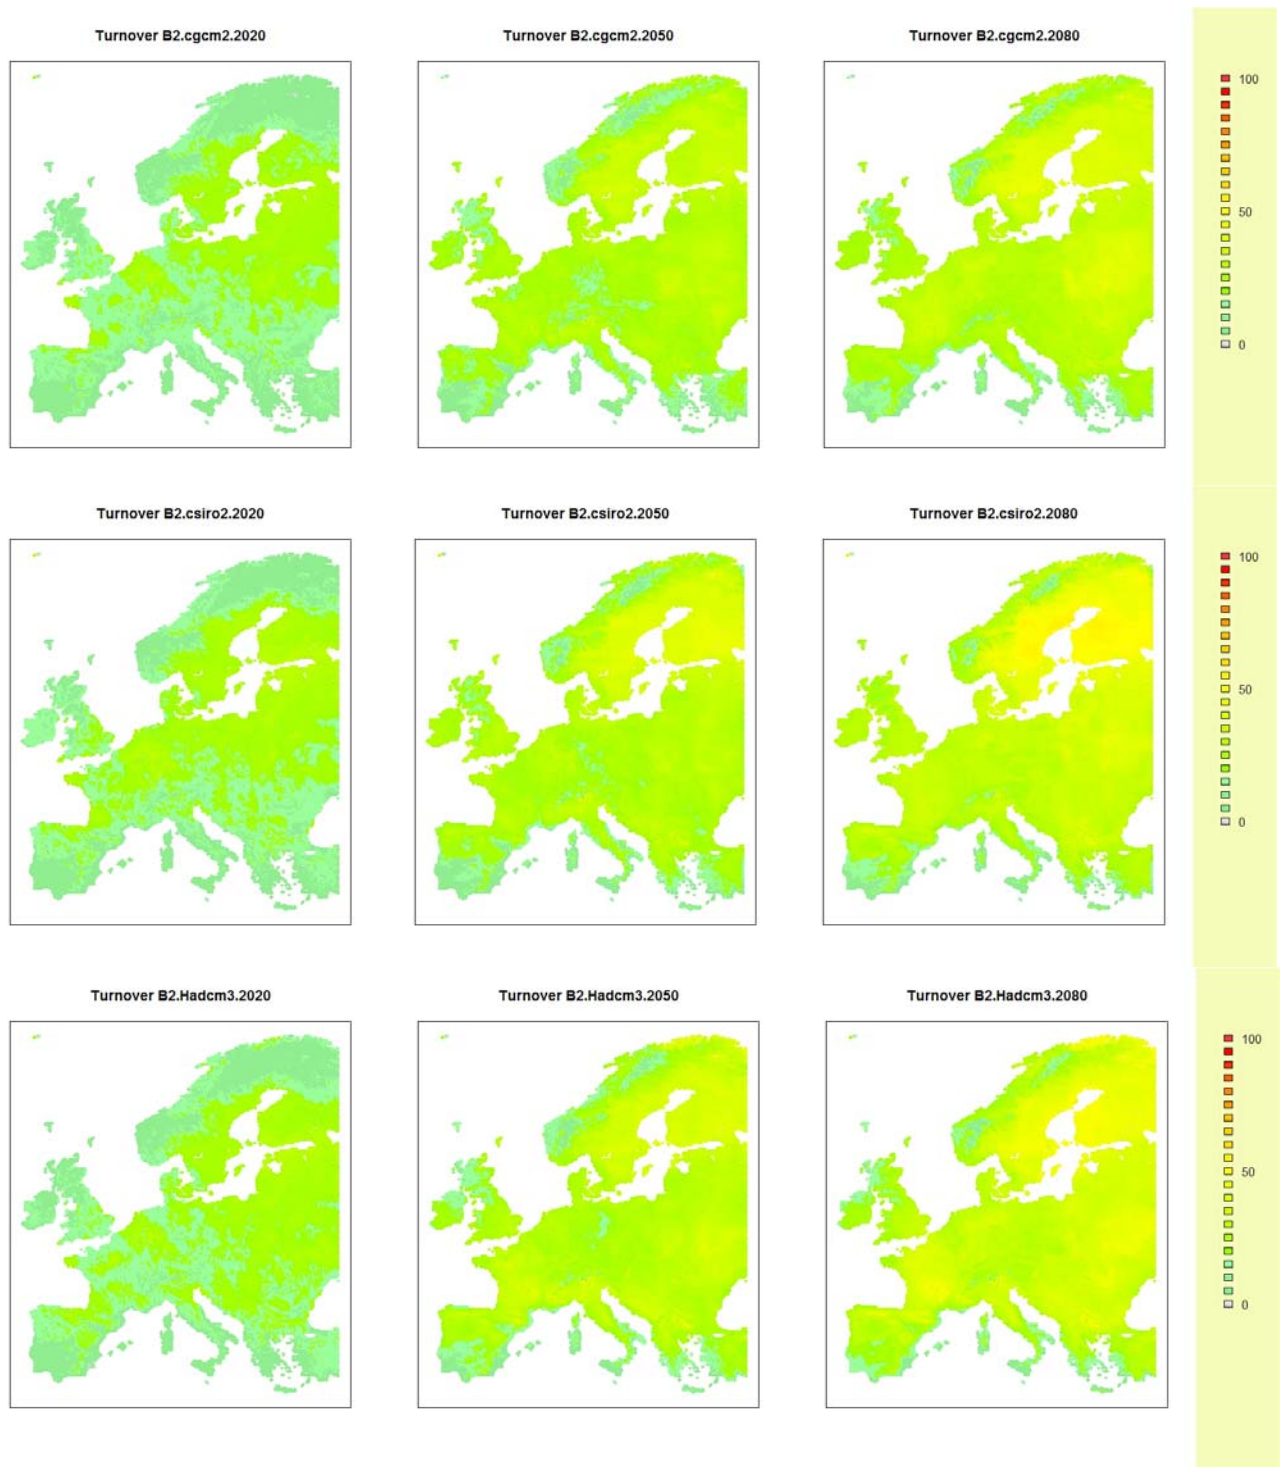 Turnover B2.cgcm2.2020
Turnover B2.cgcm2.2050
Turnover B2.cgcm2.2080
100
50
0
Turnover B2.csiro2.2020
Turnover B2.csiro2.2050
Turnover B2.csiro2.2080
100
50
0
Turnover B2.Hadcm3.2020
Turnover B2.Hadcm3.2050
Turnover B2.Hadcm3.2080
100
50
0